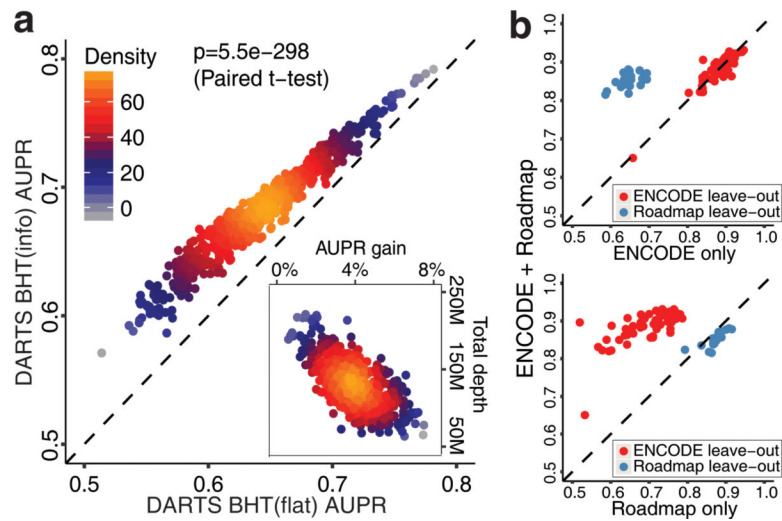 a
Density
60
40
20
0
p=5.5e-298
(Paired t-test)
0.8
0.7
0.6
0.5
DARTS BHT(info) AUPR
0.5
0.6
0.7
0.8
DARTS BHT(flat) AUPR
AUPR gain
0%
4%
8%
250M
150M
50M
Total depth
b
ENCODE + Roadmap
1.0
0.9
0.8
0.7
0.6
0.5
ENCODE leave-out
Roadmap leave-out
0.5 0.6 0.7 0.8 0.9 1.0
ENCODE only
1.0
0.9
0.8
0.7
0.6
0.5
ENCODE leave-out
Roadmap leave-out
0.5 0.6 0.7 0.8 0.9 1.0
Roadmap only